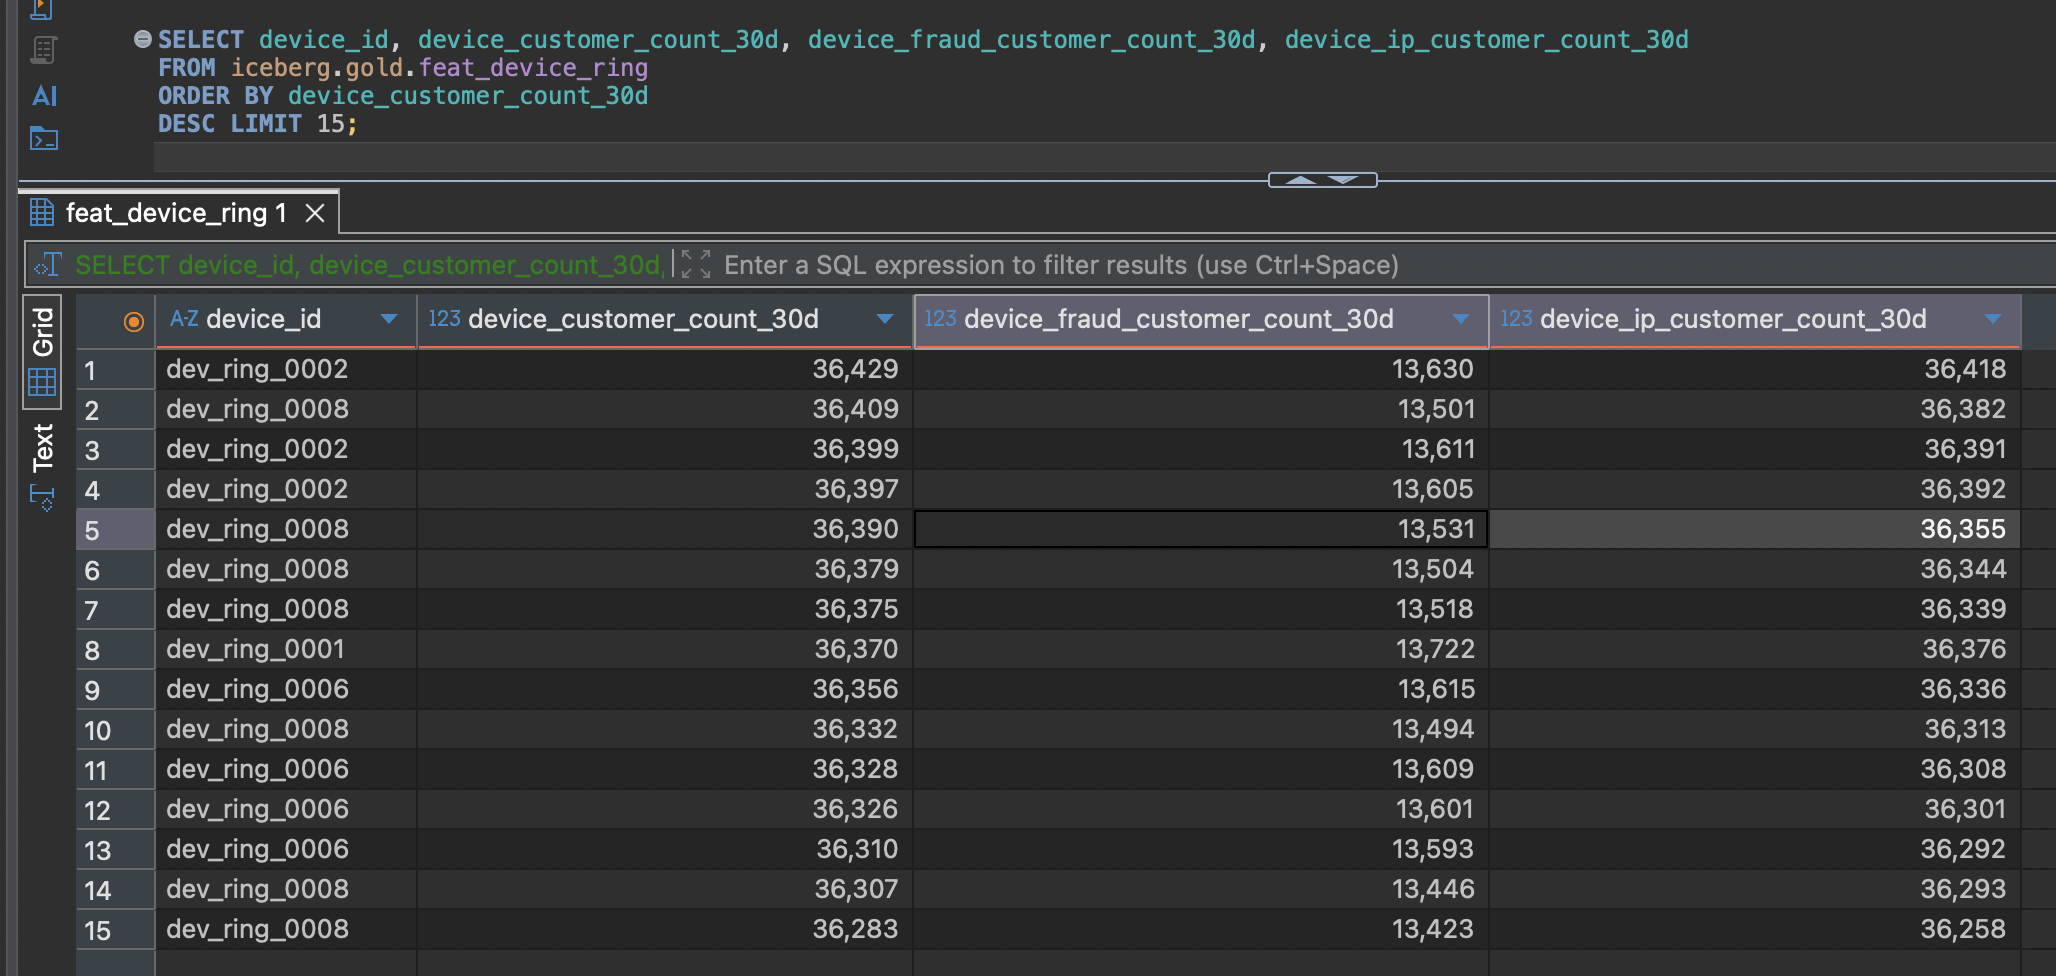 SELECT device_id, device_customer_count_30d, device_fraud_customer_count_30d, device_ip_customer_count_30d
FROM iceberg.gold.feat_device_ring
ORDER BY device_customer_count_30d
DESC LIMIT 15;
AI
feat_device_ring 1
SELECT device_id, device_customer_count_30d, Enter a SQL expression to filter results (use Ctrl+Space)
Grid
Text
A-Z device_id 123 device_customer_count_30d 123 device_fraud_customer_count_30d 123 device_ip_customer_count_30d
1 dev_ring_0002 36,429 13,630 36,418
2 dev_ring_0008 36,409 13,501 36,382
3 dev_ring_0002 36,399 13,611 36,391
4 dev_ring_0002 36,397 13,605 36,392
5 dev_ring_0008 36,390 13,531 36,355
6 dev_ring_0008 36,379 13,504 36,344
7 dev_ring_0008 36,375 13,518 36,339
8 dev_ring_0001 36,370 13,722 36,376
9 dev_ring_0006 36,356 13,615 36,336
10 dev_ring_0008 36,332 13,494 36,313
11 dev_ring_0006 36,328 13,609 36,308
12 dev_ring_0006 36,326 13,601 36,301
13 dev_ring_0006 36,310 13,593 36,292
14 dev_ring_0008 36,307 13,446 36,293
15 dev_ring_0008 36,283 13,423 36,258